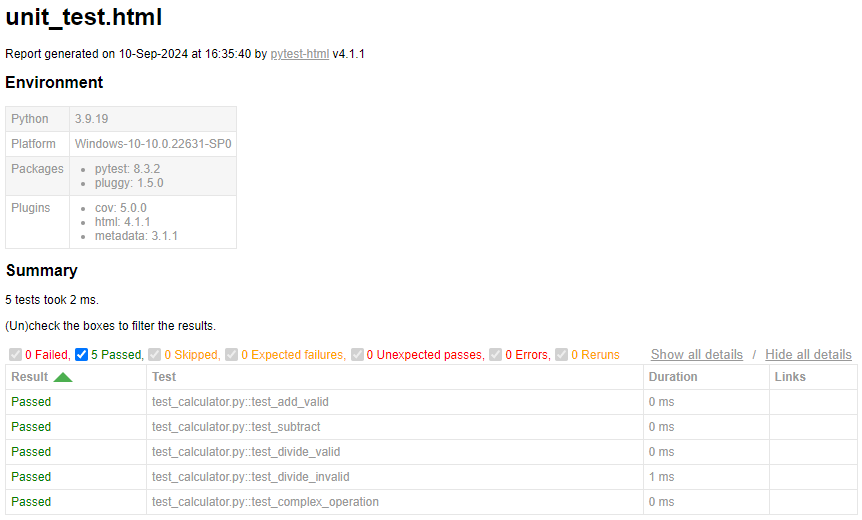 unit_test.html
Report generated on 10-Sep-2024 at 16:35:40 by pytest-html v4.1.1
Environment
Python 3.9.19
Platform Windows-10-10.0.22631-SP0
Packages
pytest: 8.3.2
pluggy: 1.5.0
Plugins
cov: 5.0.0
html: 4.1.1
metadata: 3.1.1
Summary
5 tests took 2 ms.
(Un)check the boxes to filter the results.
0 Failed, 5 Passed, 0 Skipped, 0 Expected failures, 0 Unexpected passes, 0 Errors, 0 Reruns Show all details / Hide all details
Result Test Duration Links
Passed test_calculator.py::test_add_valid 0 ms
Passed test_calculator.py::test_subtract 0 ms
Passed test_calculator.py::test_divide_valid 0 ms
Passed test_calculator.py::test_divide_invalid 1 ms
Passed test_calculator.py::test_complex_operation 0 ms